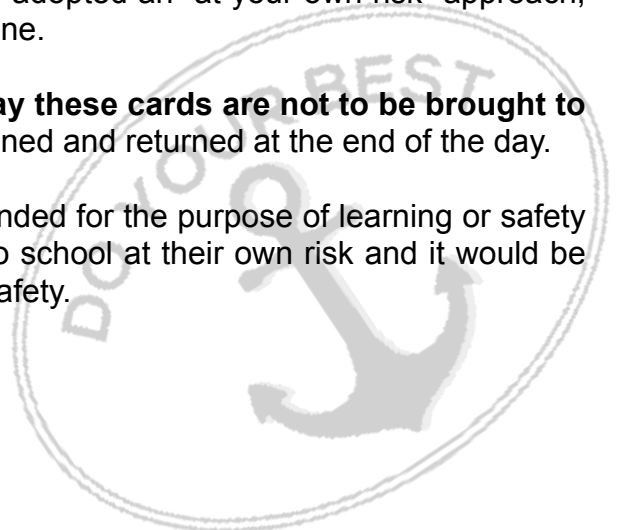 adopted an "at your own risk" approach,
ne.
ay these cards are not to be brought to
ned and returned at the end of the day.
nded for the purpose of learning or safety
o school at their own risk and it would be
afety.
DO YOUR BEST